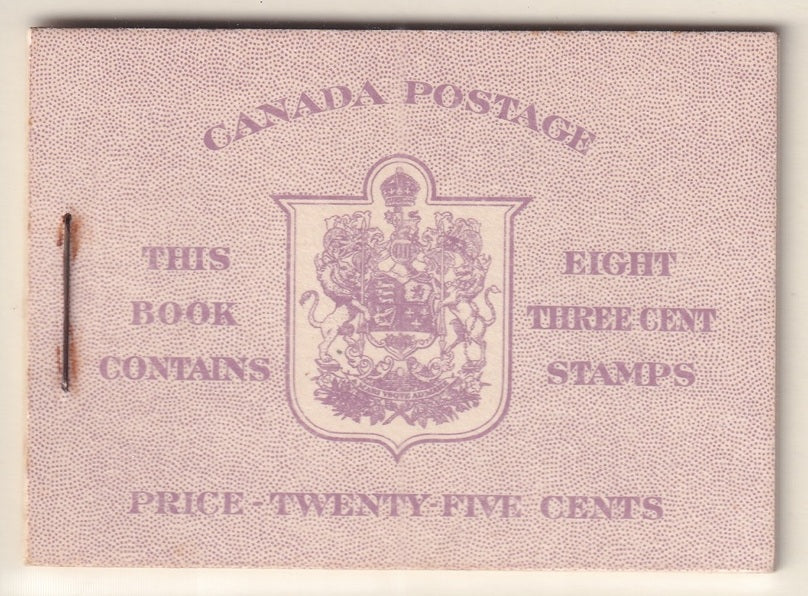 CANADA POSTAGE
THIS
BOOK
CONTAINS
EIGHT
THREE CENT
STAMPS
PRICE - TWENTY-FIVE CENTS